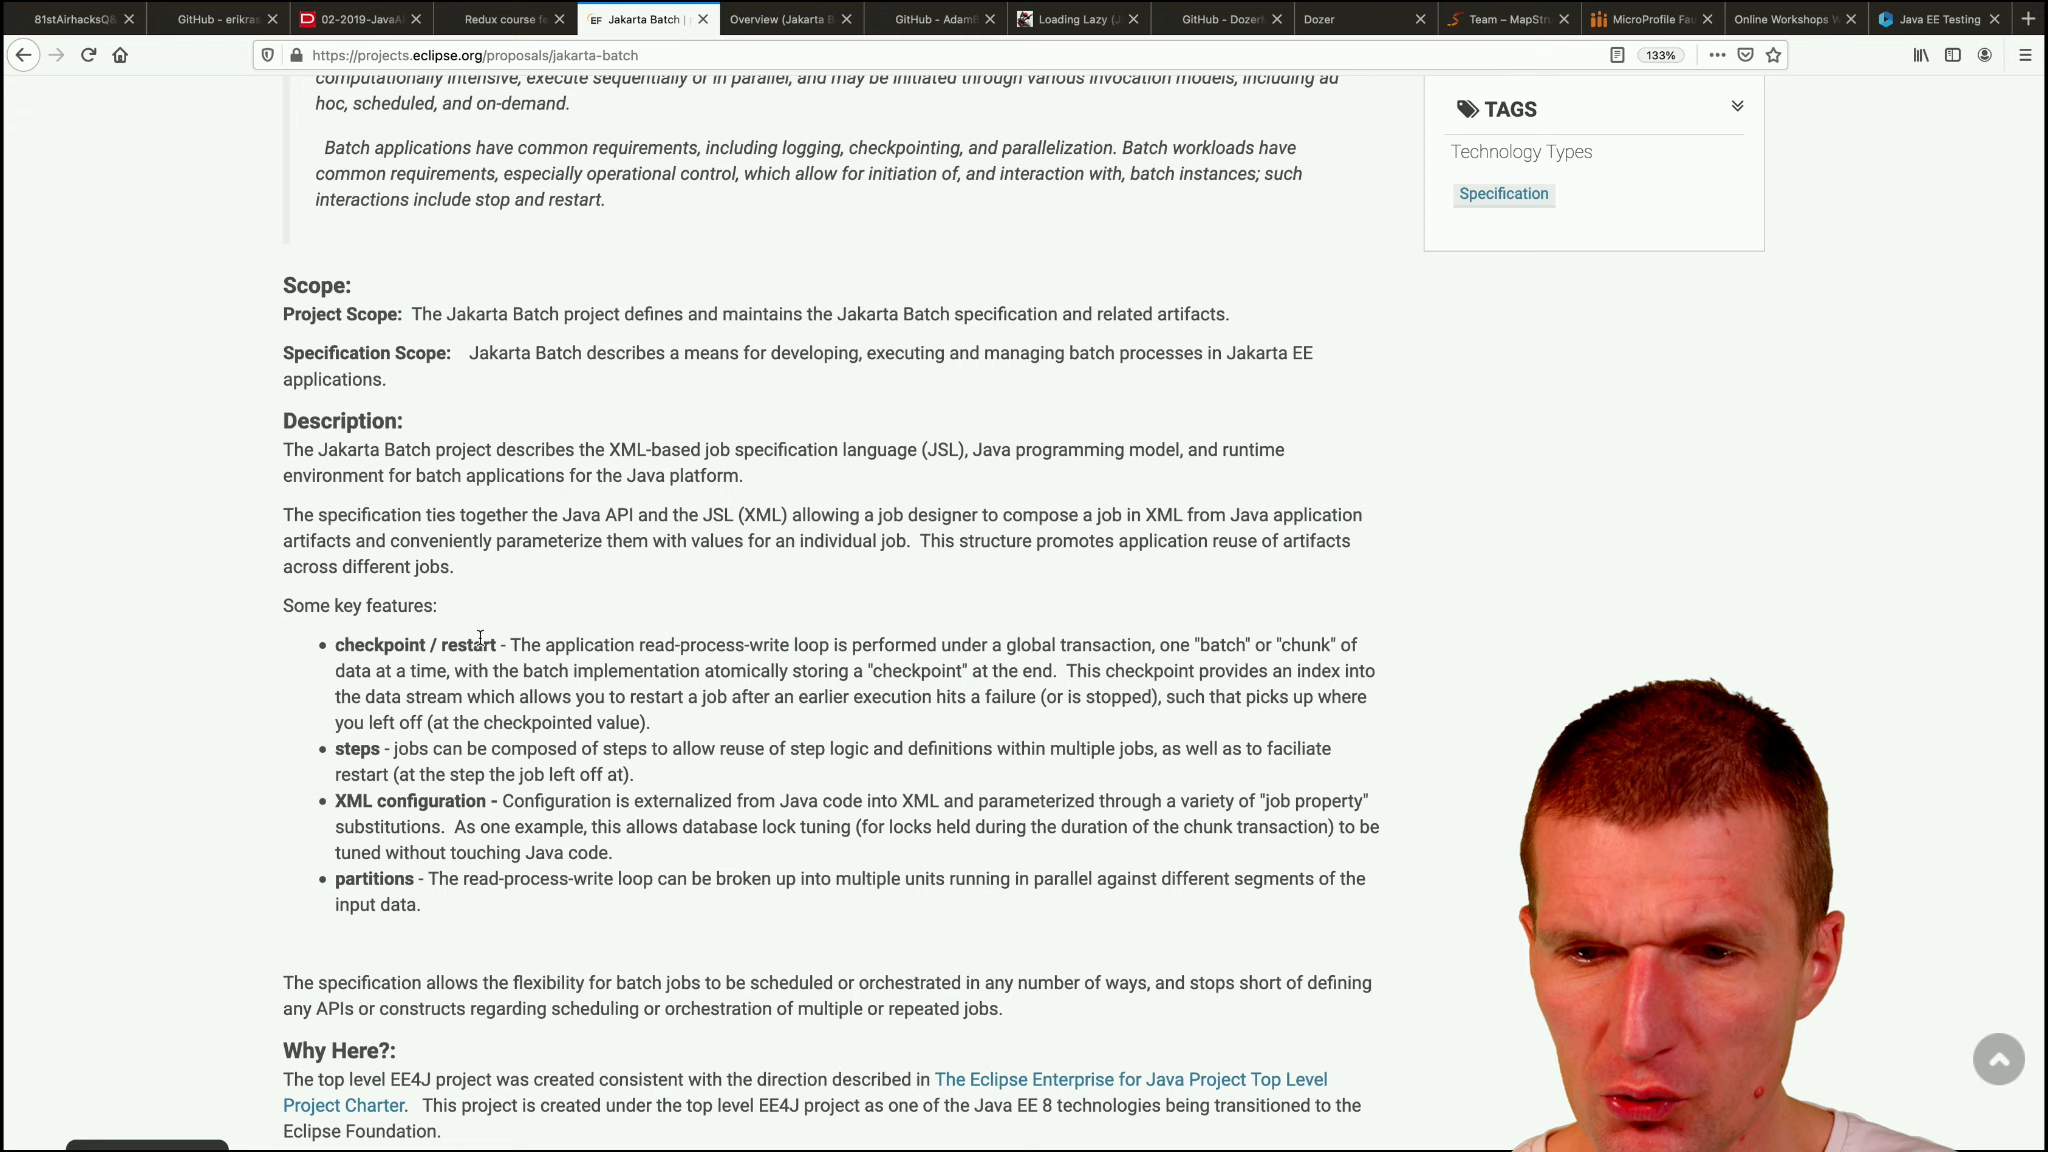 81stAirhacksQ&
GitHub - erikras
02-2019-JavaA
Redux course fe
Jakarta Batch |
Overview (Jakarta B
GitHub - AdamB
Loading Lazy (J
GitHub - Dozer
Dozer
Team – MapStru
MicroProfile Fau
Online Workshops W
Java EE Testing
https://projects.eclipse.org/proposals/jakarta-batch
133%
computationally intensive, execute sequentially or in parallel, and may be initiated through various invocation models, including ad
hoc, scheduled, and on-demand.
Batch applications have common requirements, including logging, checkpointing, and parallelization. Batch workloads have
common requirements, especially operational control, which allow for initiation of, and interaction with, batch instances; such
interactions include stop and restart.
TAGS
Technology Types
Specification
Scope:
Project Scope: The Jakarta Batch project defines and maintains the Jakarta Batch specification and related artifacts.
Specification Scope: Jakarta Batch describes a means for developing, executing and managing batch processes in Jakarta EE
applications.
Description:
The Jakarta Batch project describes the XML-based job specification language (JSL), Java programming model, and runtime
environment for batch applications for the Java platform.
The specification ties together the Java API and the JSL (XML) allowing a job designer to compose a job in XML from Java application
artifacts and conveniently parameterize them with values for an individual job. This structure promotes application reuse of artifacts
across different jobs.
Some key features:
• checkpoint / restart - The application read-process-write loop is performed under a global transaction, one "batch" or "chunk" of
data at a time, with the batch implementation atomically storing a "checkpoint" at the end. This checkpoint provides an index into
the data stream which allows you to restart a job after an earlier execution hits a failure (or is stopped), such that picks up where
you left off (at the checkpointed value).
• steps - jobs can be composed of steps to allow reuse of step logic and definitions within multiple jobs, as well as to faciliate
restart (at the step the job left off at).
• XML configuration - Configuration is externalized from Java code into XML and parameterized through a variety of "job property"
substitutions. As one example, this allows database lock tuning (for locks held during the duration of the chunk transaction) to be
tuned without touching Java code.
• partitions - The read-process-write loop can be broken up into multiple units running in parallel against different segments of the
input data.
The specification allows the flexibility for batch jobs to be scheduled or orchestrated in any number of ways, and stops short of defining
any APIs or constructs regarding scheduling or orchestration of multiple or repeated jobs.
Why Here?:
The top level EE4J project was created consistent with the direction described in The Eclipse Enterprise for Java Project Top Level
Project Charter. This project is created under the top level EE4J project as one of the Java EE 8 technologies being transitioned to the
Eclipse Foundation.